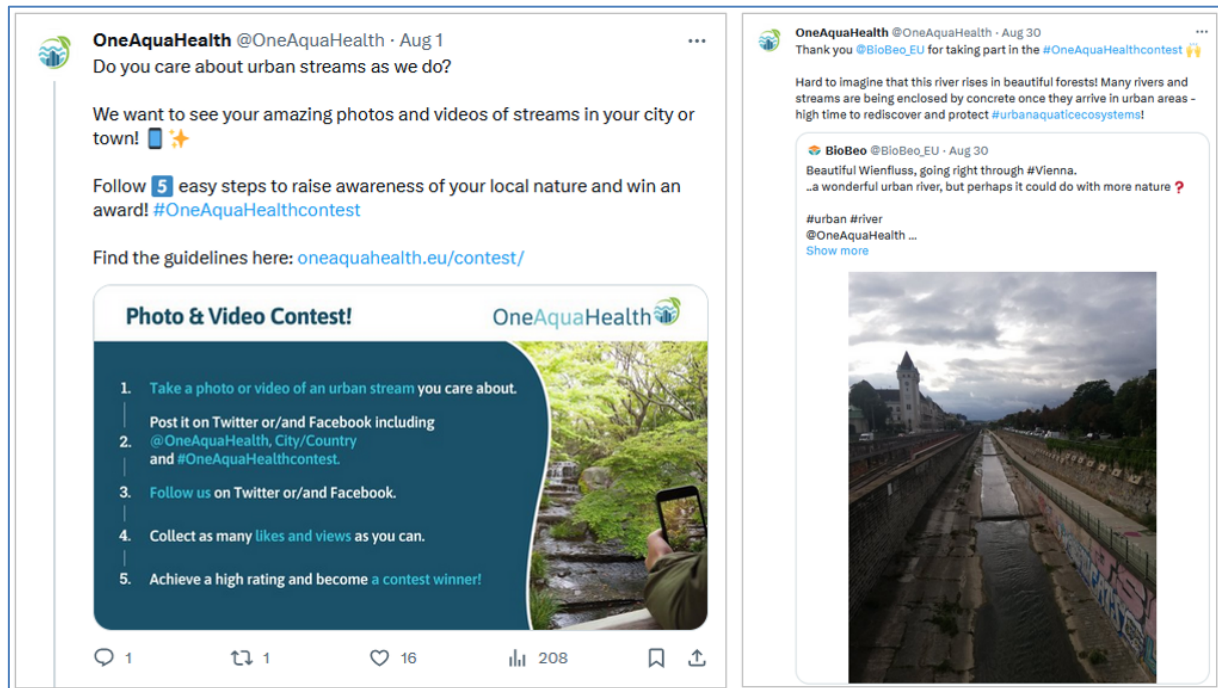 OneAquaHealth @OneAquaHealth · Aug 1
Do you care about urban streams as we do?
We want to see your amazing photos and videos of streams in your city or
town! 📱✨
Follow 5️⃣ easy steps to raise awareness of your local nature and win an
award! #OneAquaHealthcontest
Find the guidelines here: oneaquahealth.eu/contest/
Photo & Video Contest!
OneAquaHealth
1. Take a photo or video of an urban stream you care about.
2. Post it on Twitter or/and Facebook including
@OneAquaHealth, City/Country
and #OneAquaHealthcontest.
3. Follow us on Twitter or/and Facebook.
4. Collect as many likes and views as you can.
5. Achieve a high rating and become a contest winner!
1 1 16 208
OneAquaHealth @OneAquaHealth · Aug 30
Thank you @BioBeo_EU for taking part in the #OneAquaHealthcontest 🙌
Hard to imagine that this river rises in beautiful forests! Many rivers and
streams are being enclosed by concrete once they arrive in urban areas -
high time to rediscover and protect #urbanaquaticecosystems!
BioBeo @BioBeo_EU · Aug 30
Beautiful Wienfluss, going right through #Vienna.
..a wonderful urban river, but perhaps it could do with more nature ❓
#urban #river
@OneAquaHealth ...
Show more